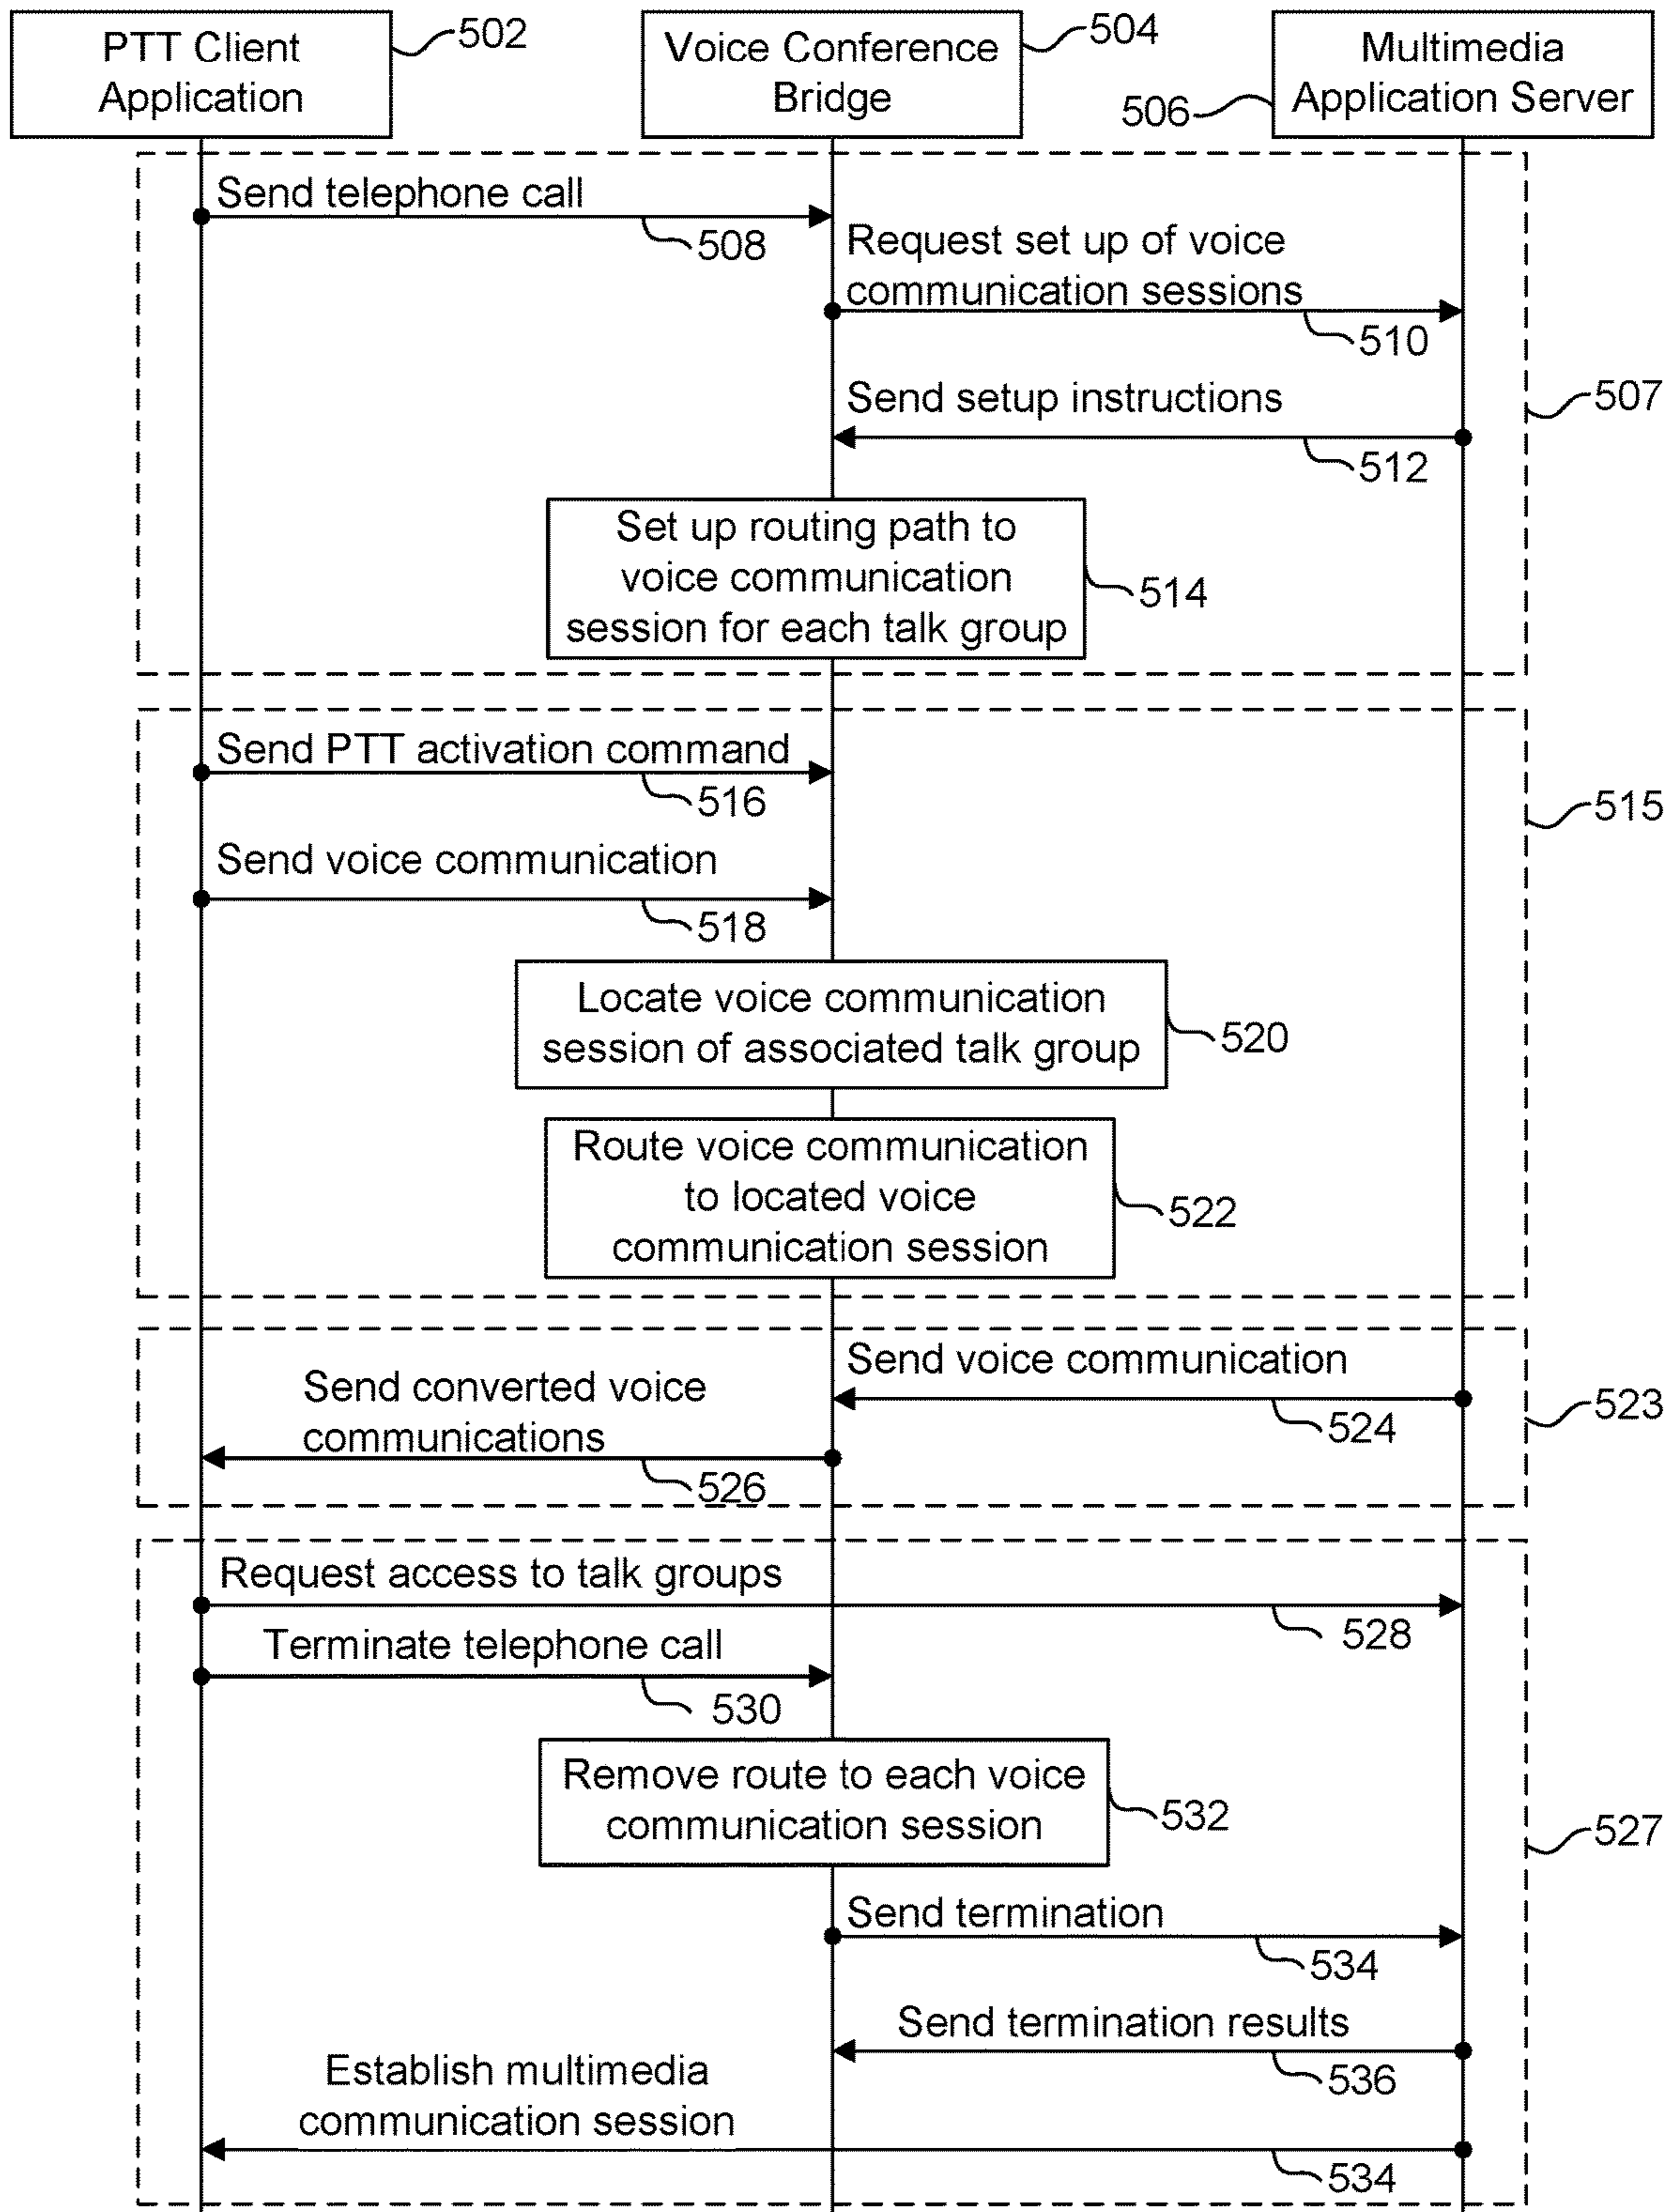 PTT Client
Application
502
Voice Conference
Bridge
504
Multimedia
Application Server
506
Send telephone call
508
Request set up of voice
communication sessions
510
Send setup instructions
512
507
Set up routing path to
voice communication
session for each talk group
514
Send PTT activation command
516
515
Send voice communication
518
Locate voice communication
session of associated talk group
520
Route voice communication
to located voice
communication session
522
Send voice communication
524
523
Send converted voice
communications
526
Request access to talk groups
528
Terminate telephone call
530
Remove route to each voice
communication session
532
527
Send termination
534
Send termination results
536
Establish multimedia
communication session
534